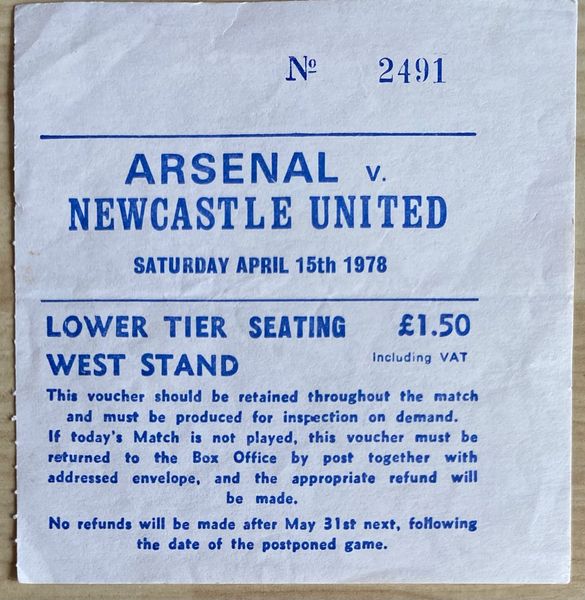 Nº 2491
ARSENAL v.
NEWCASTLE UNITED
SATURDAY APRIL 15th 1978
LOWER TIER SEATING £1.50
WEST STAND Including VAT
This voucher should be retained throughout the match
and must be produced for inspection on demand.
If today's Match is not played, this voucher must be
returned to the Box Office by post together with
addressed envelope, and the appropriate refund will
be made.
No refunds will be made after May 31st next, following
the date of the postponed game.